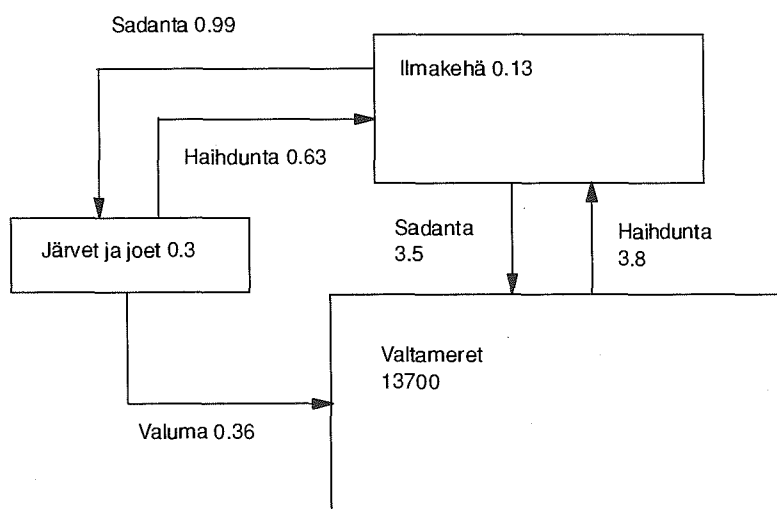 Sadanta 0.99
Ilmakehä 0.13
Haihdunta 0.63
Sadanta
3.5
Haihdunta
3.8
Järvet ja joet 0.3
Valtameret
13700
Valuma 0.36